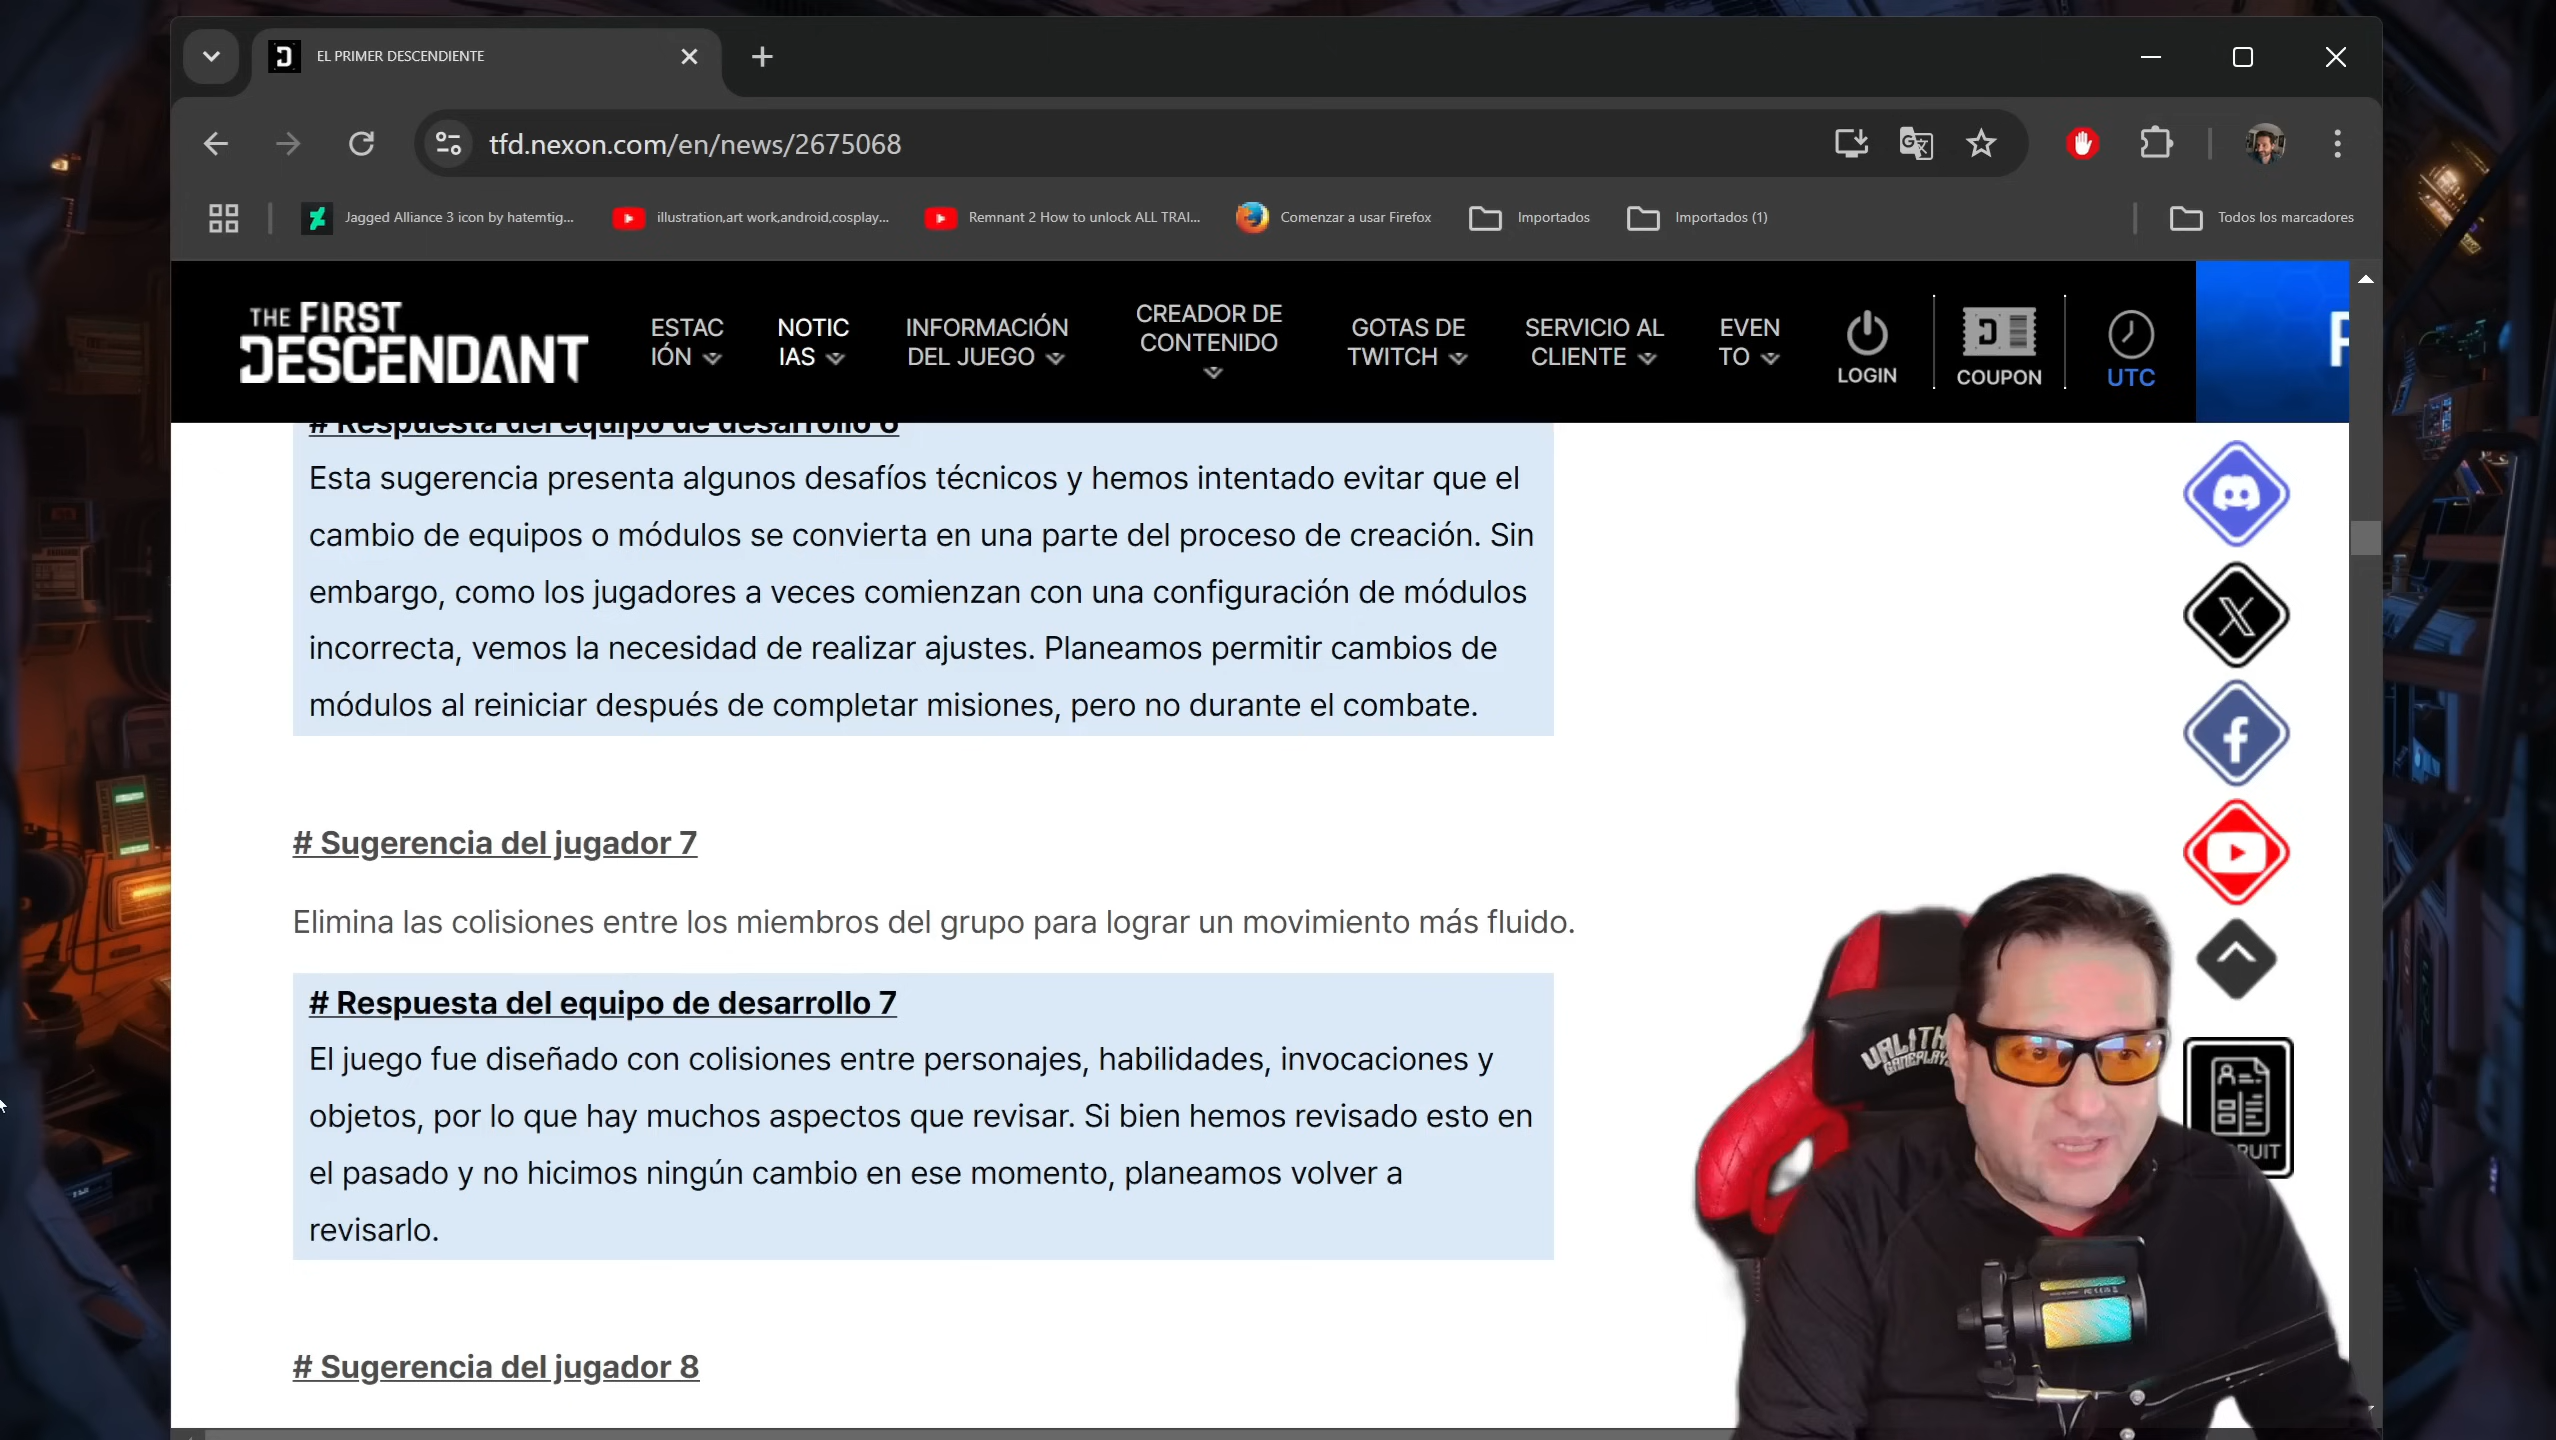 EL PRIMER DESCENDIENTE
tfd.nexon.com/en/news/2675068
Jagged Alliance 3 icon by hatemtig...
illustration,art work,android,cosplay...
Remnant 2 How to unlock ALL TRAI...
Comenzar a usar Firefox
Importados
Importados (1)
Todos los marcadores
THE FIRST
DESCENDANT
ESTAC
IÓN
NOTIC
IAS
INFORMACIÓN
DEL JUEGO
CREADOR DE
CONTENIDO
GOTAS DE
TWITCH
SERVICIO AL
CLIENTE
EVEN
TO
LOGIN
COUPON
UTC
# Respuesta del equipo de desarrollo 6
Esta sugerencia presenta algunos desafíos técnicos y hemos intentado evitar que el
cambio de equipos o módulos se convierta en una parte del proceso de creación. Sin
embargo, como los jugadores a veces comienzan con una configuración de módulos
incorrecta, vemos la necesidad de realizar ajustes. Planeamos permitir cambios de
módulos al reiniciar después de completar misiones, pero no durante el combate.
# Sugerencia del jugador 7
Elimina las colisiones entre los miembros del grupo para lograr un movimiento más fluido.
# Respuesta del equipo de desarrollo 7
El juego fue diseñado con colisiones entre personajes, habilidades, invocaciones y
objetos, por lo que hay muchos aspectos que revisar. Si bien hemos revisado esto en
el pasado y no hicimos ningún cambio en ese momento, planeamos volver a
revisarlo.
# Sugerencia del jugador 8